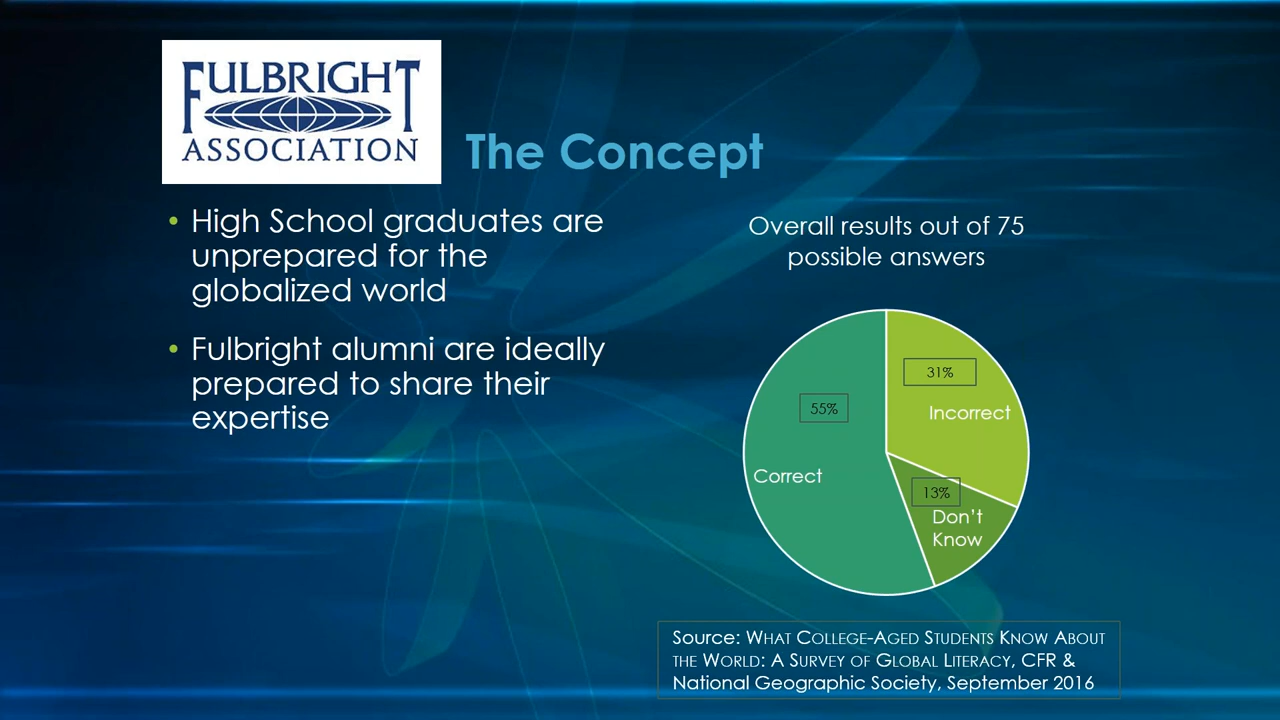 FULBRIGHT
ASSOCIATION
The Concept
• High School graduates are
unprepared for the
globalized world
• Fulbright alumni are ideally
prepared to share their
expertise
Overall results out of 75
possible answers
31%
Incorrect
55%
Correct
13%
Don’t
Know
Source: WHAT COLLEGE-AGED STUDENTS KNOW ABOUT
THE WORLD: A SURVEY OF GLOBAL LITERACY, CFR &
National Geographic Society, September 2016